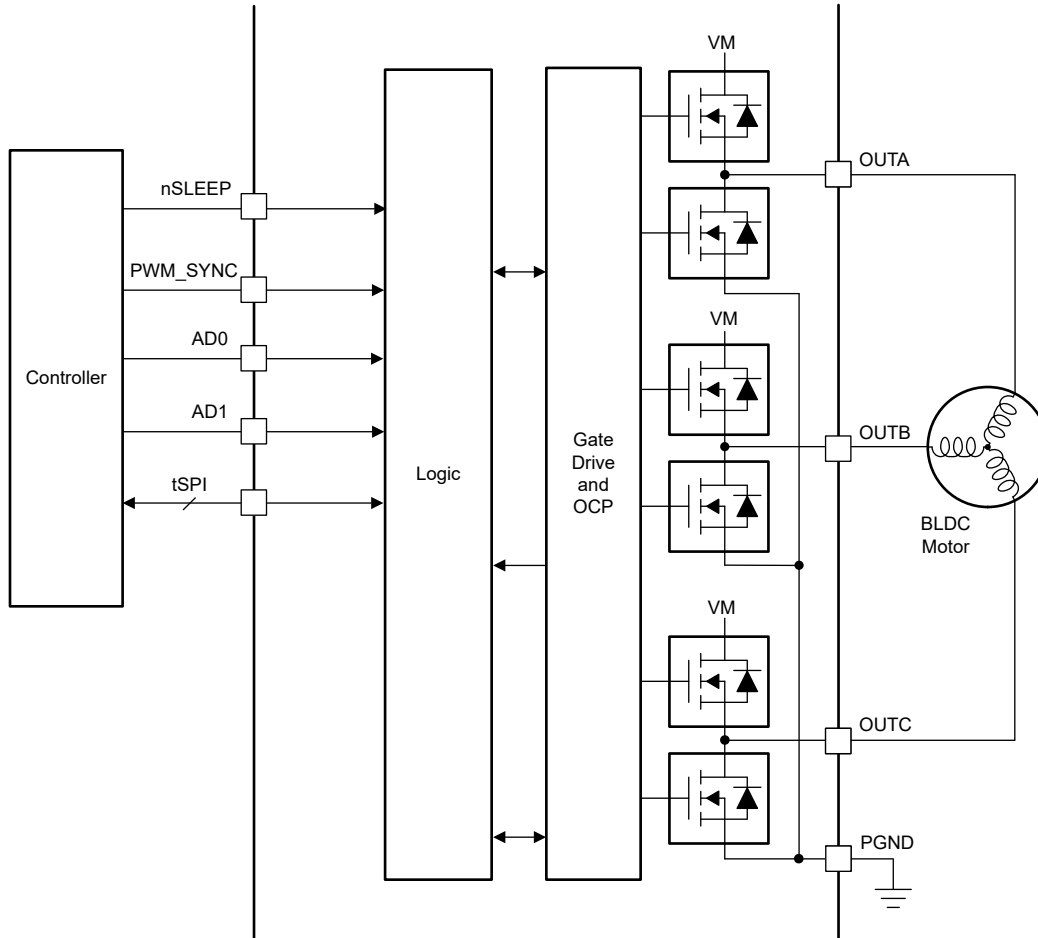 VM
OUTA
nSLEEP
PWM_SYNC
VM
AD0
Controller
AD1
OUTB
Gate
Drive
and
OCP
Logic
tSPI
BLDC
Motor
VM
OUTC
PGND